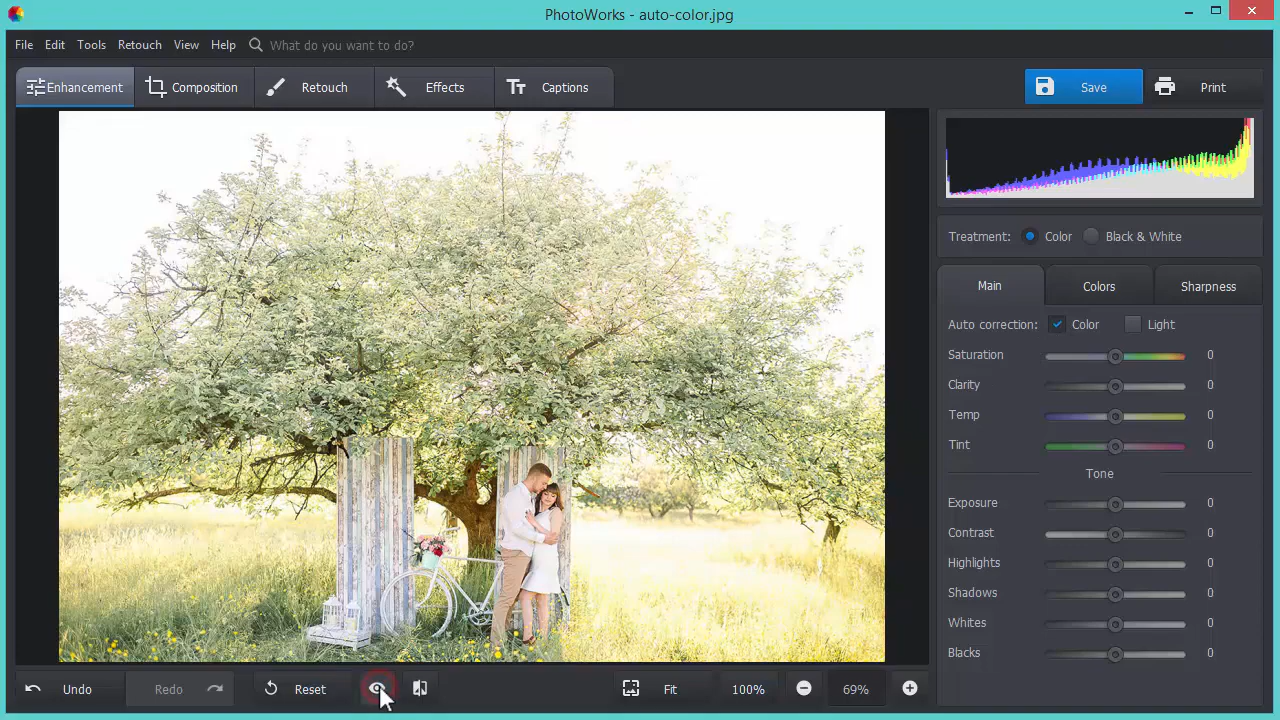 PhotoWorks - auto-color.jpg
File Edit Tools Retouch View Help What do you want to do?
Enhancement Composition Retouch Effects Captions Save Print
Treatment: Color Black & White
Main Colors Sharpness
Auto correction: Color Light
Saturation 0
Clarity 0
Temp 0
Tint 0
Tone
Exposure 0
Contrast 0
Highlights 0
Shadows 0
Whites 0
Blacks 0
Undo Redo Reset Fit 100% 69%